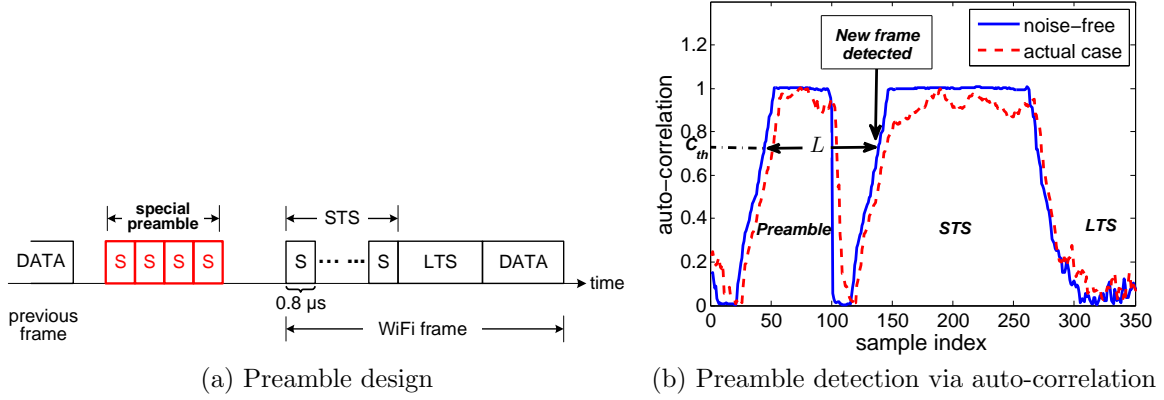 special
preamble
STS
DATA
S S S S
S ... ... S LTS DATA
time
0.8 μs
previous
frame
WiFi frame
(a) Preamble design
auto-correlation
1.2
1
0.8
C_th
0.6
0.4
0.2
0
New frame
detected
noise-free
actual case
L
Preamble
STS
LTS
0 50 100 150 200 250 300 350
sample index
(b) Preamble detection via auto-correlation